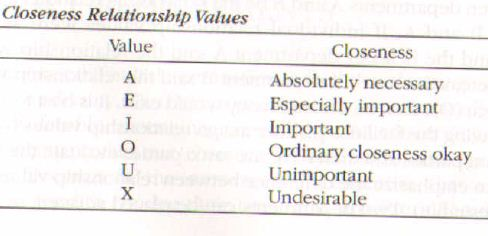 Closeness Relationship Values
Value Closeness
A Absolutely necessary
E Especially important
I Important
O Ordinary closeness okay
U Unimportant
X Undesirable